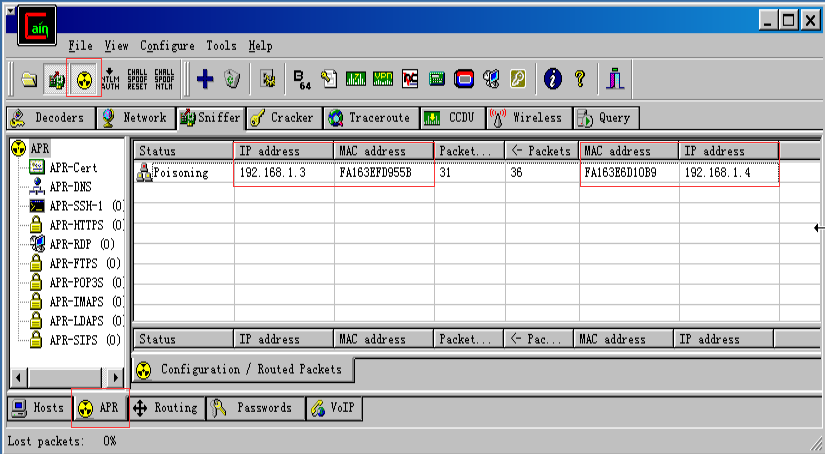 Cain
File View Configure Tools Help
NTLM AUTH CHALL SPOOF RESET CHALL SPOOF NTLM B64 VPN
Decoders Network Sniffer Cracker Traceroute CCDU Wireless Query
APR
APR-Cert
APR-DNS
APR-SSH-1 (0)
APR-HTTPS (0)
APR-RDP (0)
APR-FTPS (0)
APR-POP3S (0)
APR-IMAPS (0)
APR-LDAPS (0)
APR-SIPS (0)
Status IP address MAC address Packet... <- Packets MAC address IP address
Poisoning 192.168.1.3 FA163EFD955B 31 36 FA163E6D10B9 192.168.1.4
Status IP address MAC address Packet... <- Pac... MAC address IP address
Configuration / Routed Packets
Hosts APR Routing Passwords VoIP
Lost packets: 0%